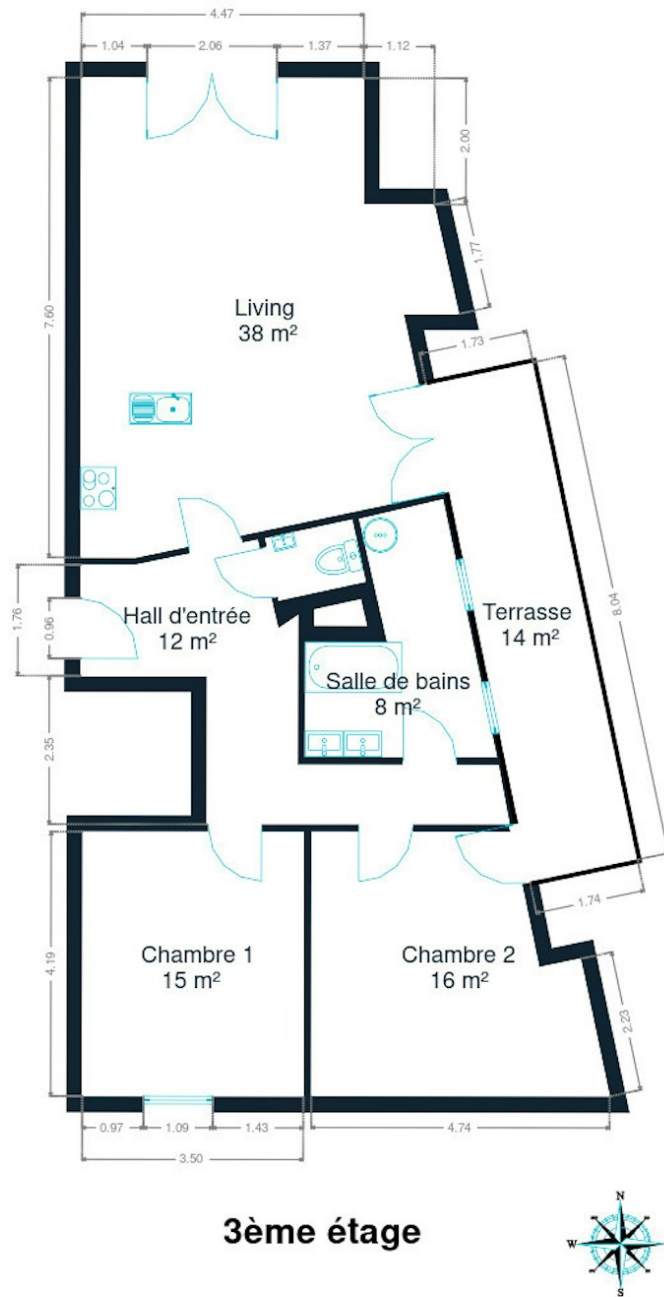 4.47
1.04 2.06 1.37 1.12
2.00
1.77
7.60
Living
38 m²
1.73
1.76
0.96
Hall d'entrée
12 m²
Terrasse
14 m²
8.04
Salle de bains
8 m²
2.35
4.19
Chambre 1
15 m²
Chambre 2
16 m²
1.74
2.23
0.97 1.09 1.43 4.74
3.50
3ème étage
N
W
S